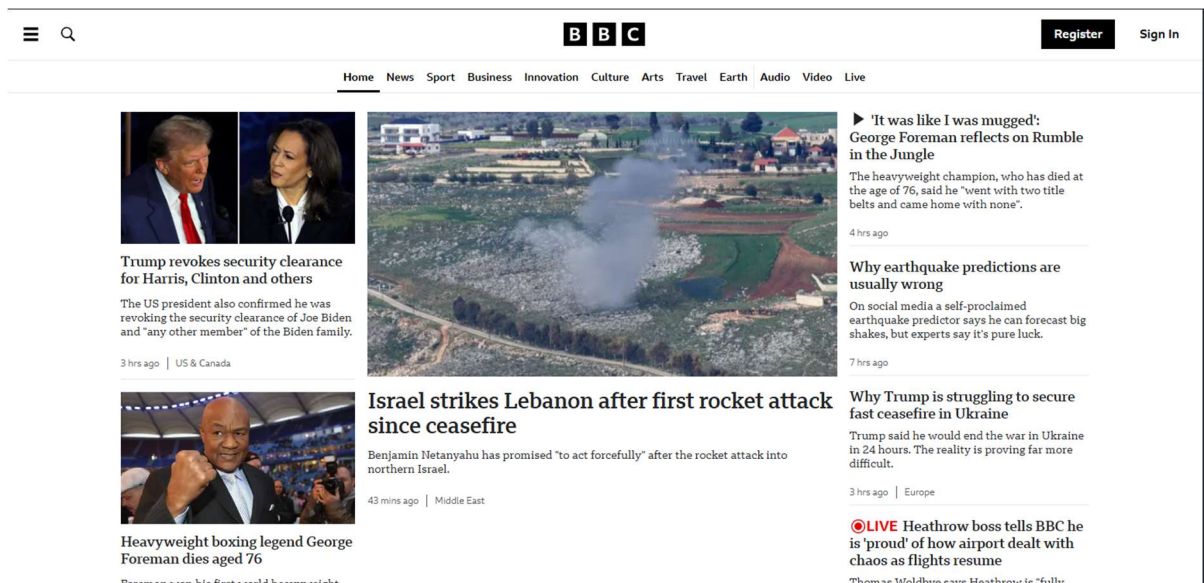 BBC
Register
Sign In
Home News Sport Business Innovation Culture Arts Travel Earth Audio Video Live
Trump revokes security clearance
for Harris, Clinton and others
The US president also confirmed he was
revoking the security clearance of Joe Biden
and "any other member" of the Biden family.
3 hrs ago | US & Canada
Heavyweight boxing legend George
Foreman dies aged 76
Israel strikes Lebanon after first rocket attack
since ceasefire
Benjamin Netanyahu has promised "to act forcefully" after the rocket attack into
northern Israel.
43 mins ago | Middle East
'It was like I was mugged':
George Foreman reflects on Rumble
in the Jungle
The heavyweight champion, who has died at
the age of 76, said he "went with two title
belts and came home with none".
4 hrs ago
Why earthquake predictions are
usually wrong
On social media a self-proclaimed
earthquake predictor says he can forecast big
shakes, but experts say it's pure luck.
7 hrs ago
Why Trump is struggling to secure
fast ceasefire in Ukraine
Trump said he would end the war in Ukraine
in 24 hours. The reality is proving far more
difficult.
3 hrs ago | Europe
LIVE Heathrow boss tells BBC he
is 'proud' of how airport dealt with
chaos as flights resume